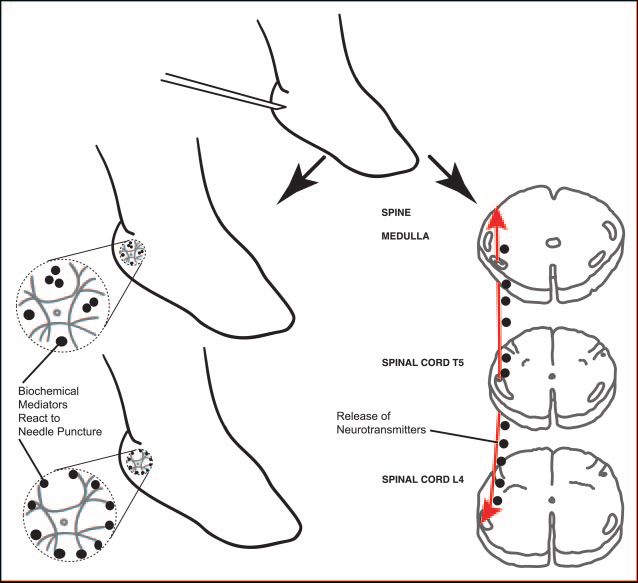 SPINE
MEDULLA
SPINAL CORD T5
Biochemical
Mediators
React to
Needle Puncture
Release of
Neurotransmitters
SPINAL CORD L4